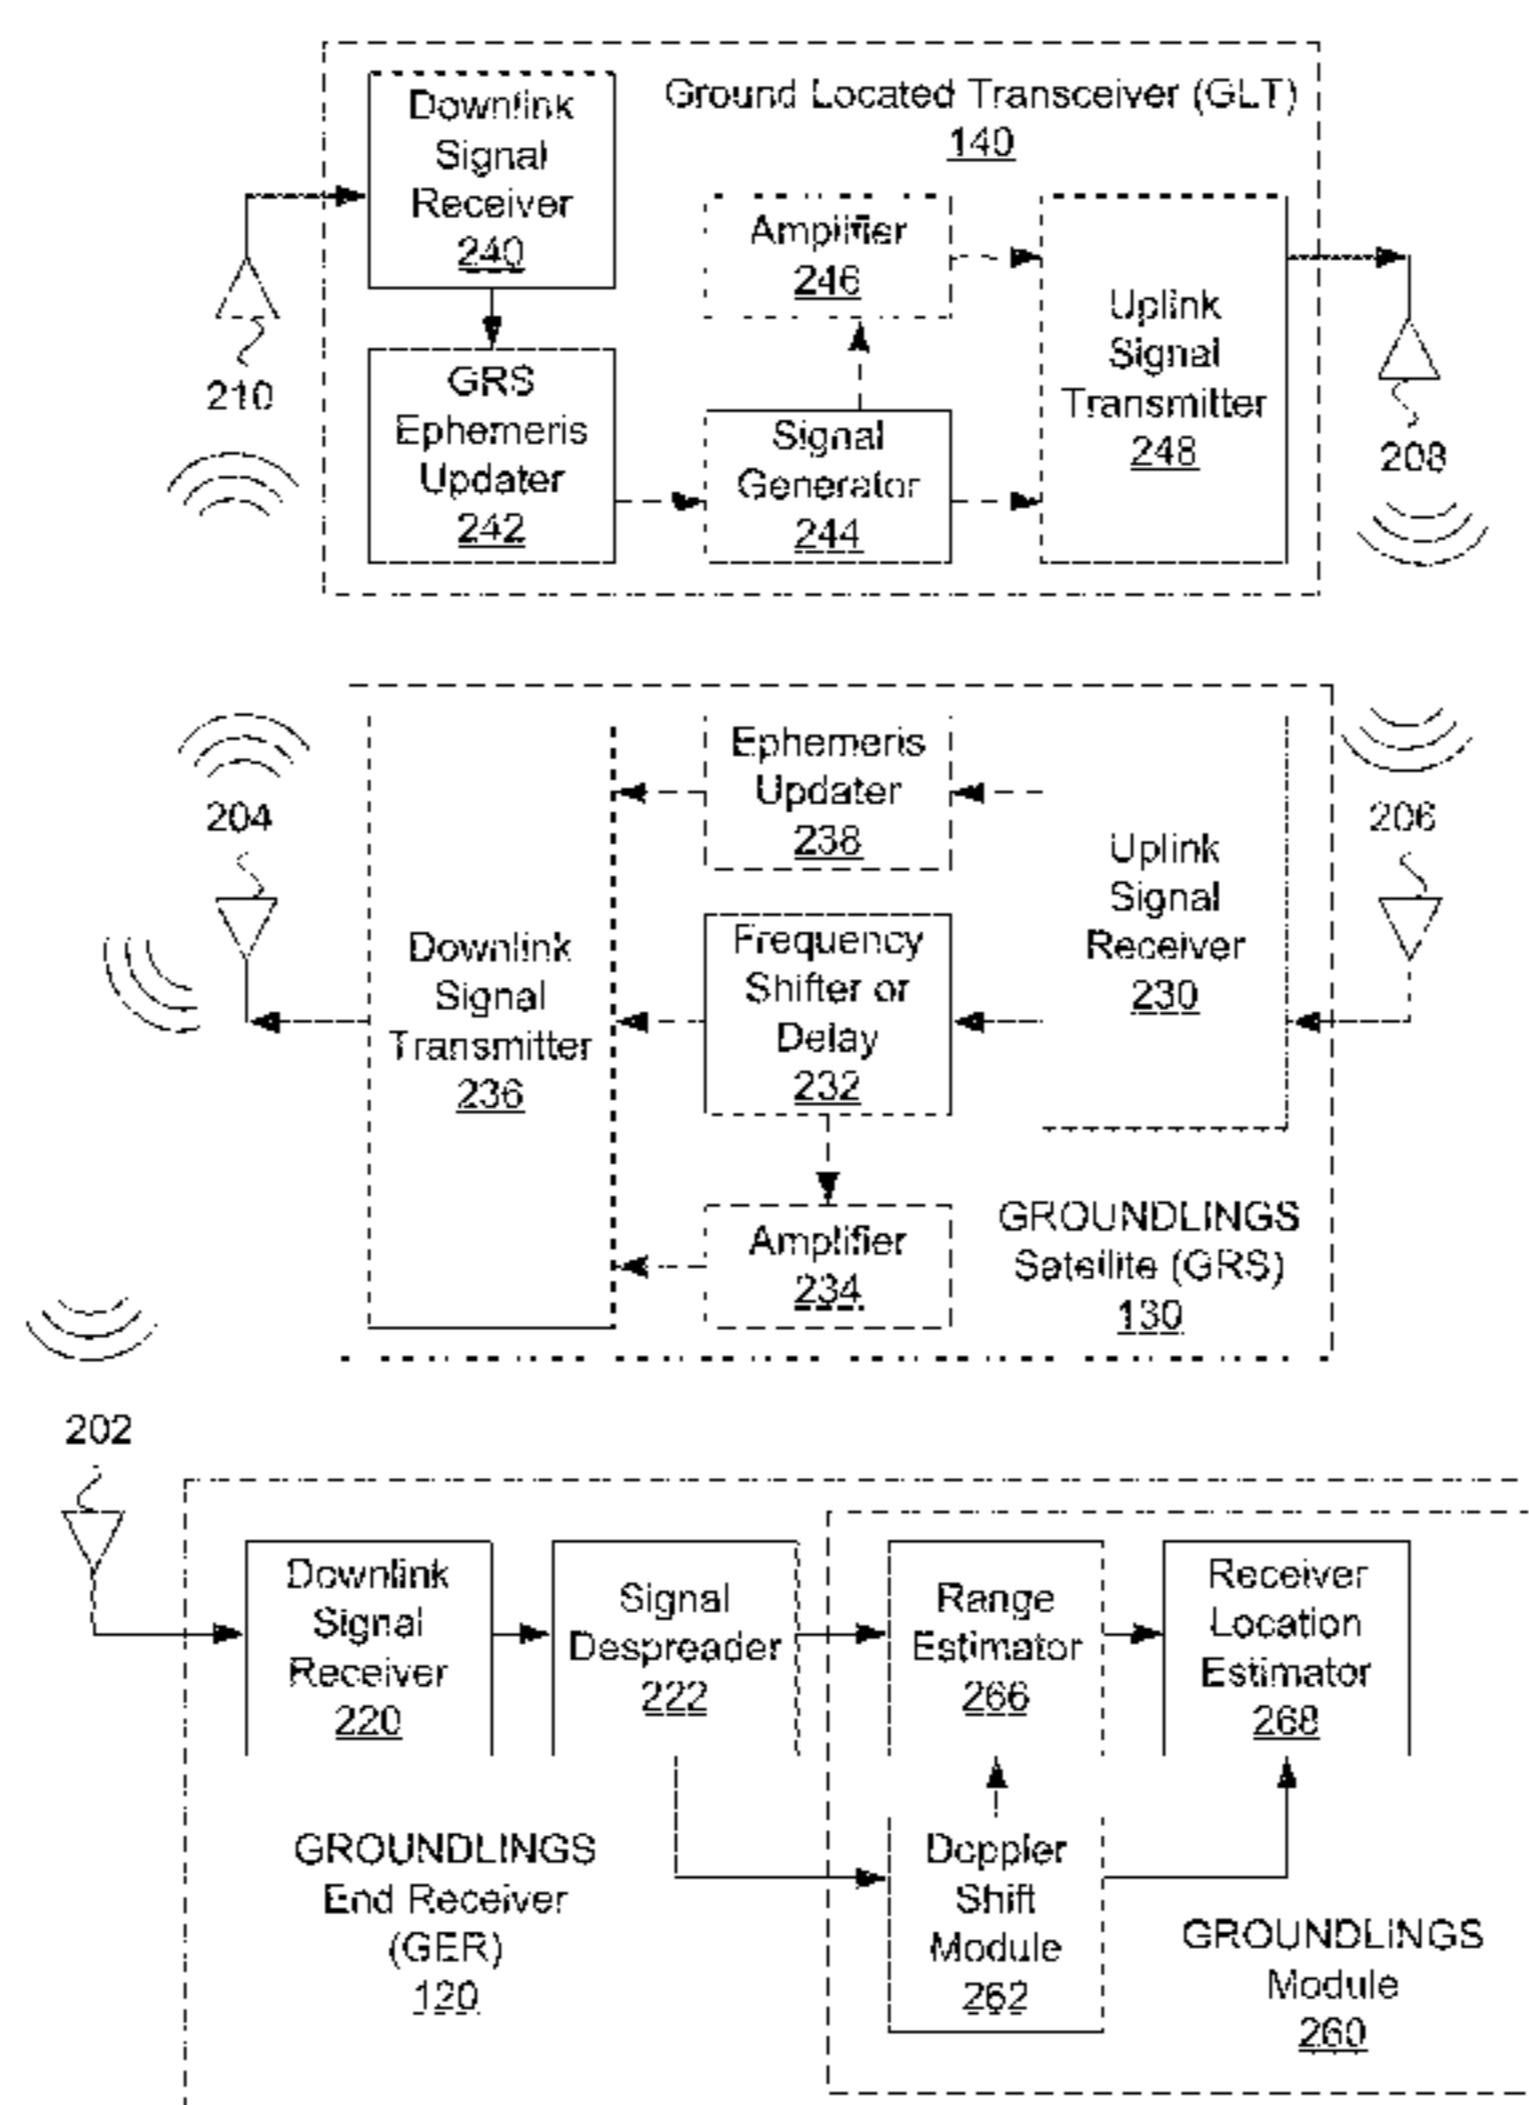 Ground Located Transceiver (GLT)
140
Downlink
Signal
Receiver
240
Amplifier
246
Uplink
Signal
Transmitter
248
210
GRS
Ephemeris
Updater
242
Signal
Generator
244
208
204
Ephemeris
Updater
238
206
Uplink
Signal
Receiver
230
Downlink
Signal
Transmitter
236
Frequency
Shifter or
Delay
232
Amplifier
234
GROUNDLINGS
Satellite (GRS)
130
202
Downlink
Signal
Receiver
220
Signal
Despreader
222
Range
Estimator
266
Receiver
Location
Estimator
268
GROUNDLINGS
End Receiver
(GER)
120
Doppler
Shift
Module
262
GROUNDLINGS
Module
260